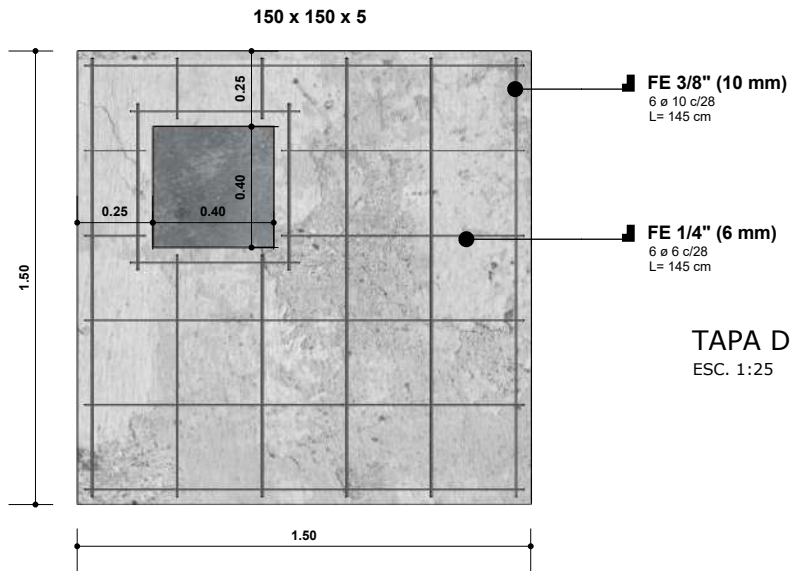 150 x 150 x 5
0.25
FE 3/8" (10 mm)
6 ø 10 c/28
L= 145 cm
0.40
0.25
0.40
FE 1/4" (6 mm)
6 ø 6 c/28
L= 145 cm
1.50
TAPA D
ESC. 1:25
1.50